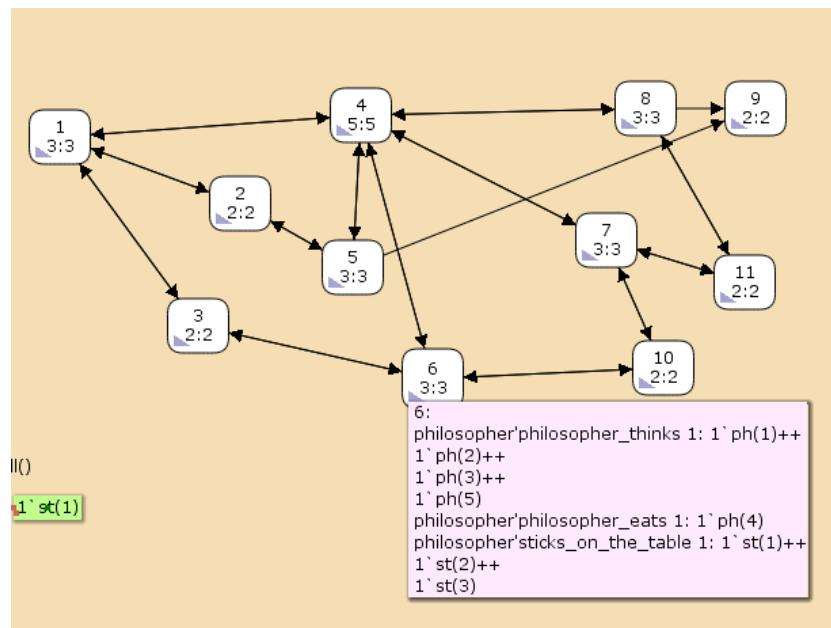 1
3:3
4
5:5
8
3:3
9
2:2
2
2:2
5
3:3
7
3:3
11
2:2
3
2:2
6
3:3
10
2:2
6:
philosopher'philosopher_thinks 1: 1`ph(1)++
1`ph(2)++
1`ph(3)++
1`ph(5)
philosopher'philosopher_eats 1: 1`ph(4)
philosopher'sticks_on_the_table 1: 1`st(1)++
1`st(2)++
1`st(3)
ll()
1`st(1)